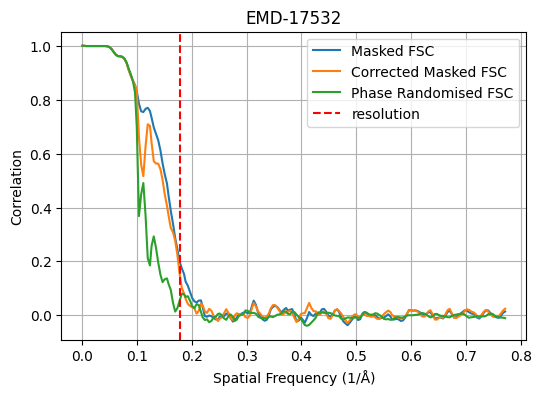 EMD-17532
Masked FSC
Corrected Masked FSC
Phase Randomised FSC
resolution
Correlation
1.0
0.8
0.6
0.4
0.2
0.0
0.0 0.1 0.2 0.3 0.4 0.5 0.6 0.7 0.8
Spatial Frequency (1/Å)